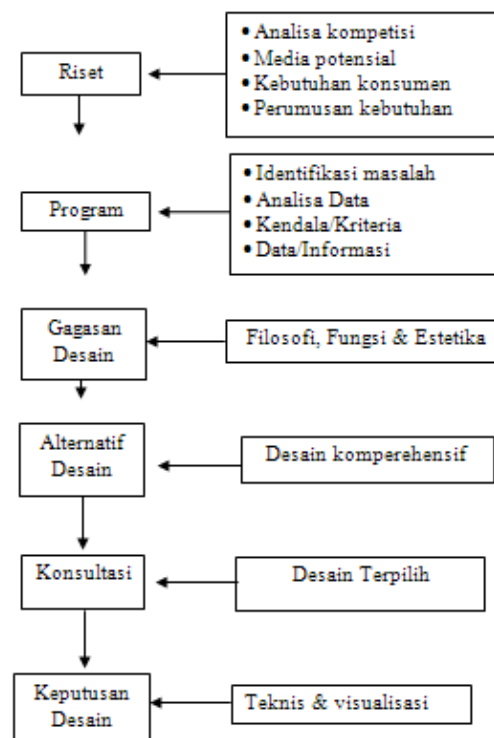 • Analisa kompetisi
• Media potensial
• Kebutuhan konsumen
• Perumusan kebutuhan
Riset
• Identifikasi masalah
• Analisa Data
• Kendala/Kriteria
• Data/Informasi
Program
Gagasan
Desain
Filosofi, Fungsi & Estetika
Alternatif
Desain
Desain komperehensif
Konsultasi
Desain Terpilih
Keputusan
Desain
Teknis & visualisasi